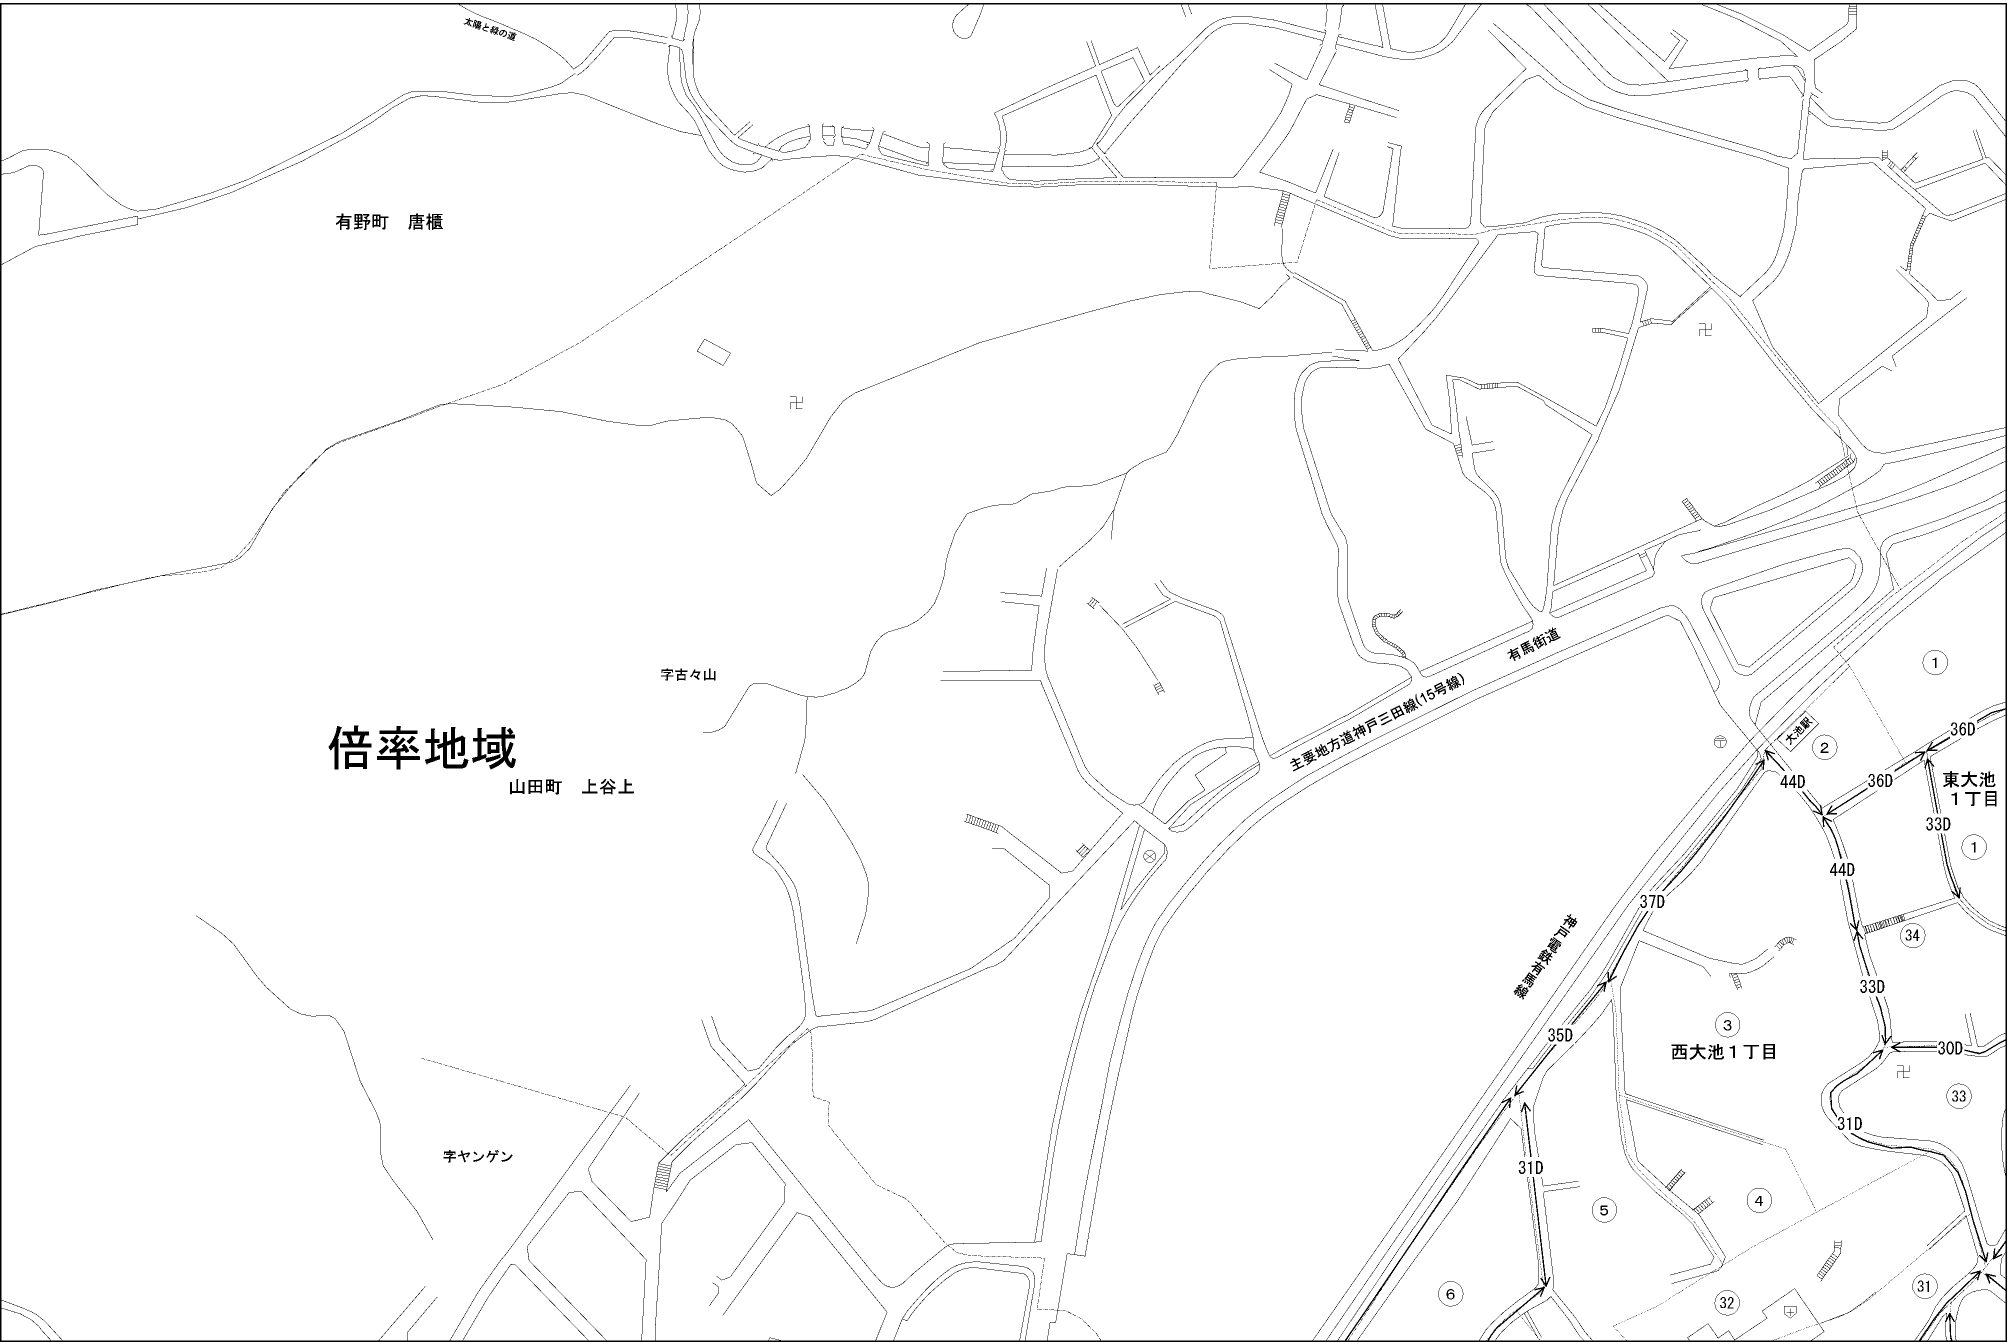 太陽と緑の道
有野町 唐櫃
字古々山
倍率地域
山田町 上谷上
字ヤンゲン
有馬街道
主要地方道神戸三田線(15号線)
大池駅
神戸電鉄有馬線
1
2
36D
36D
44D
東大池
1丁目
33D
1
44D
37D
34
33D
3
35D
西大池1丁目
30D
33
31D
31D
4
5
6
31
32